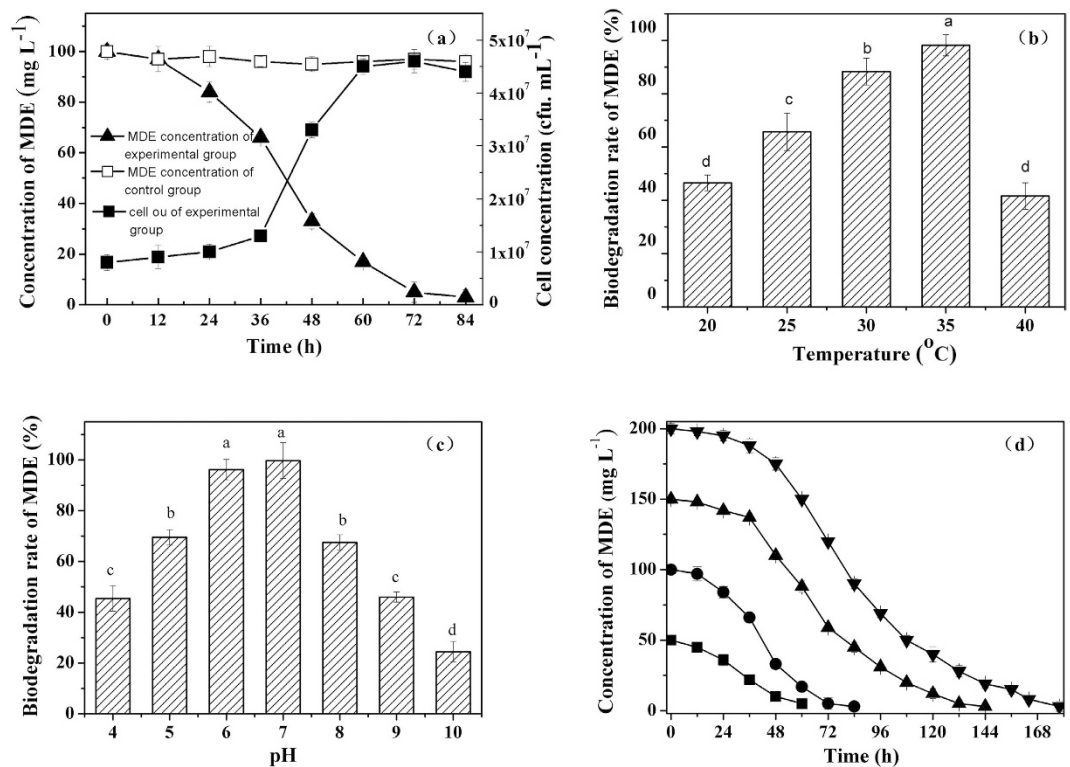 (a)
Concentration of MDE (mg L⁻¹)
100
80
60
40
20
0
MDE concentration of
experimental group
MDE concentration of
control group
cell ou of experimental
group
5x10⁷
4x10⁷
3x10⁷
2x10⁷
1x10⁷
0
Cell concentration (cfu. mL⁻¹)
0 12 24 36 48 60 72 84
Time (h)
(b)
Biodegradation rate of MDE (%)
100
80
60
40
20
0
d c b a d
20 25 30 35 40
Temperature (°C)
(c)
Biodegradation rate of MDE (%)
100
80
60
40
20
0
c b a a b c d
4 5 6 7 8 9 10
pH
(d)
Concentration of MDE (mg L⁻¹)
200
150
100
50
0
0 24 48 72 96 120 144 168
Time (h)